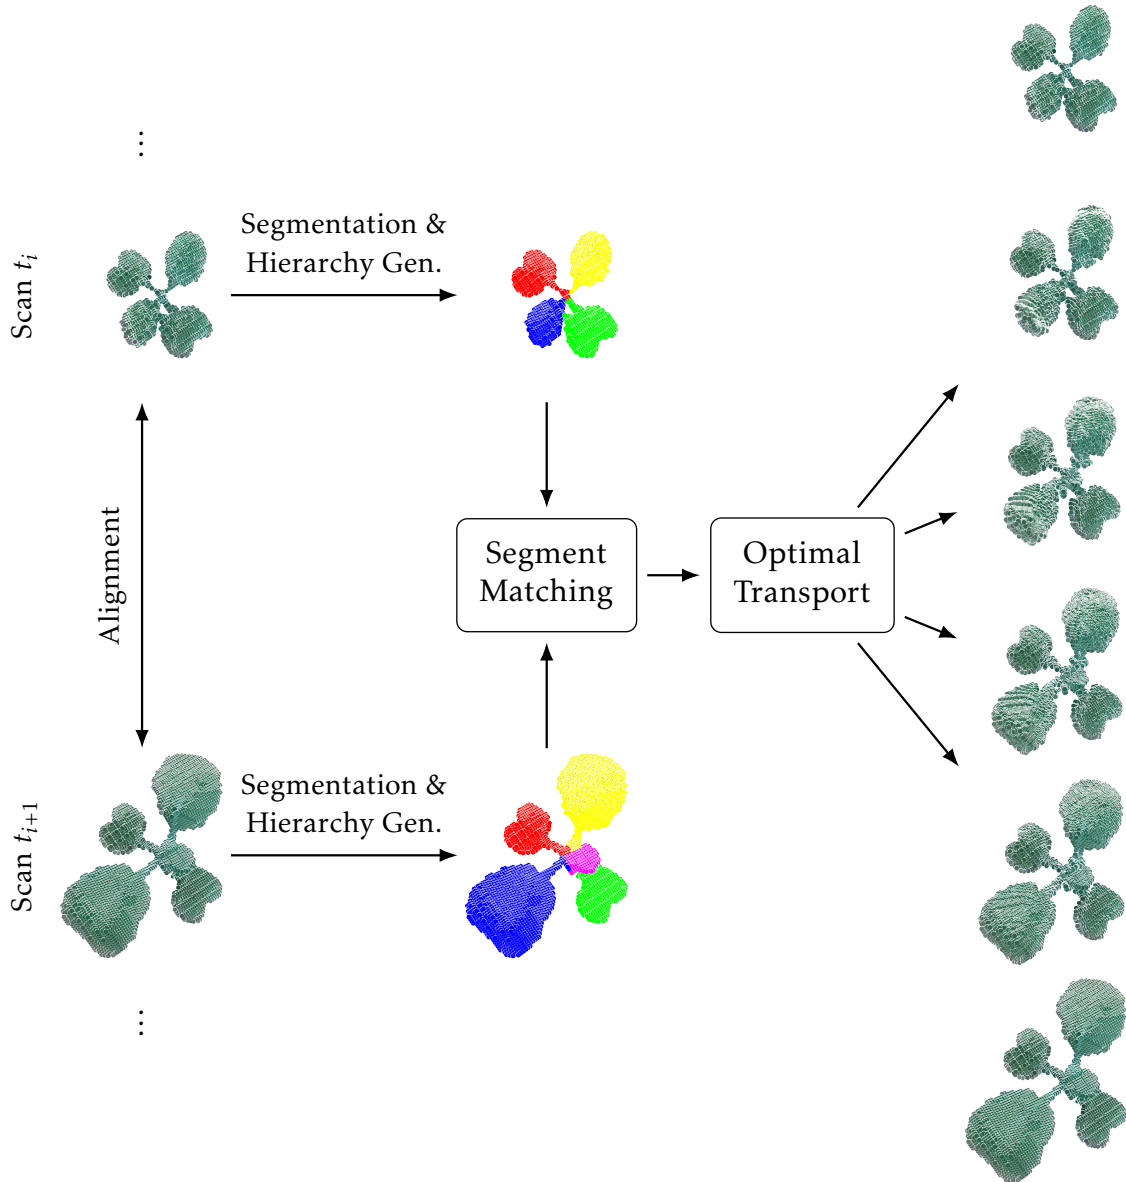 ⋮
Scan t_i
Segmentation &
Hierarchy Gen.
Alignment
Segment
Matching
Optimal
Transport
Scan t_{i+1}
Segmentation &
Hierarchy Gen.
⋮